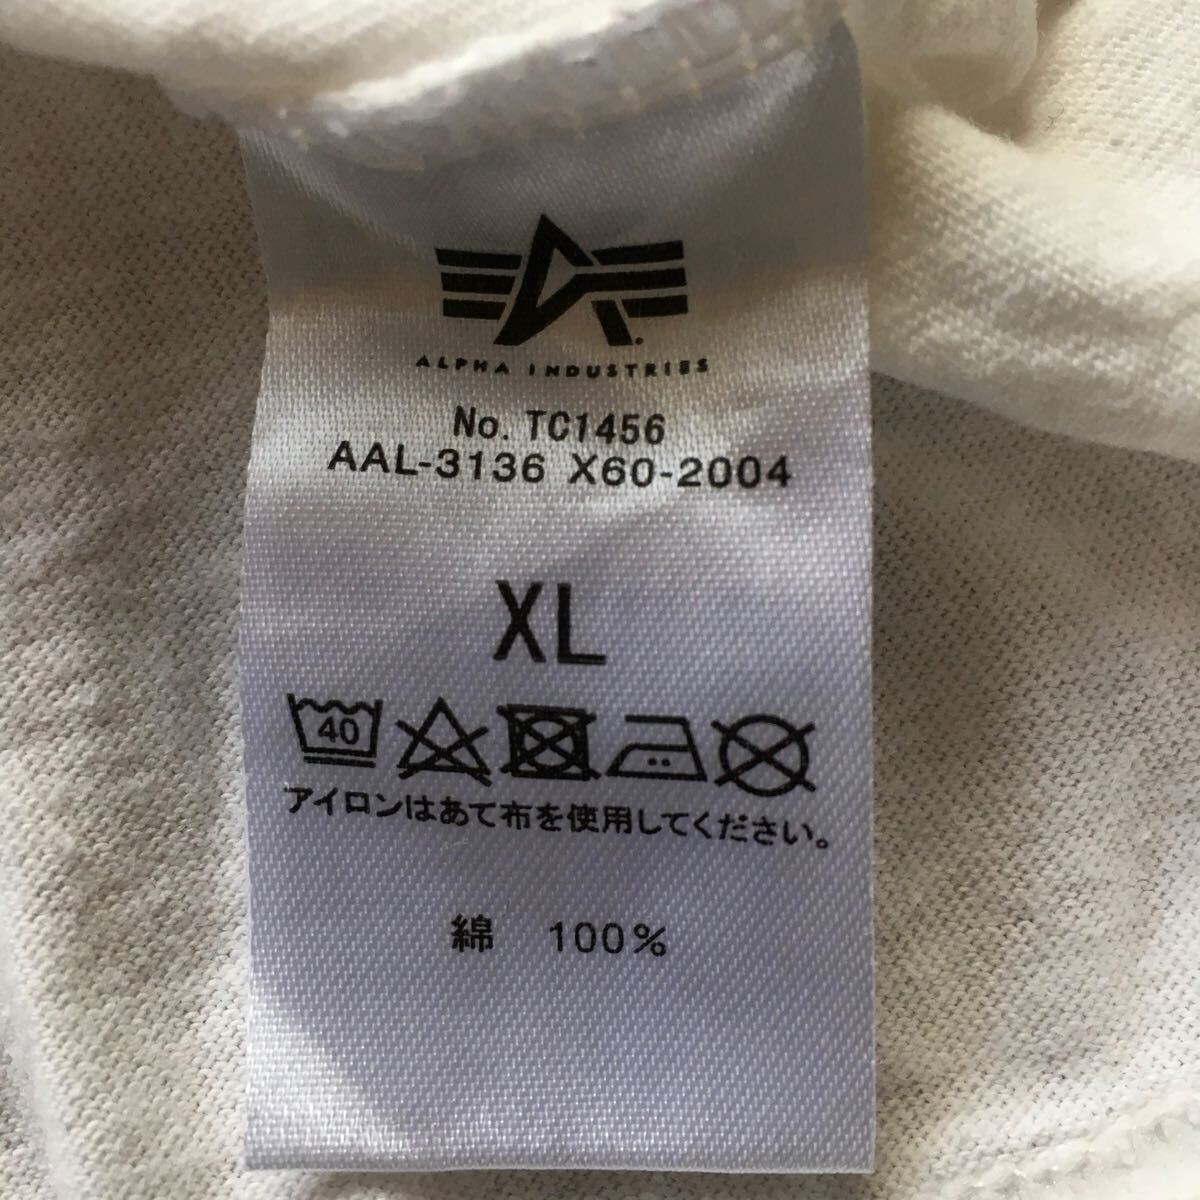 ALPHA INDUSTRIES
No. TC1456
AAL-3136 X60-2004
XL
40
アイロンはあて布を使用してください。
綿 100%